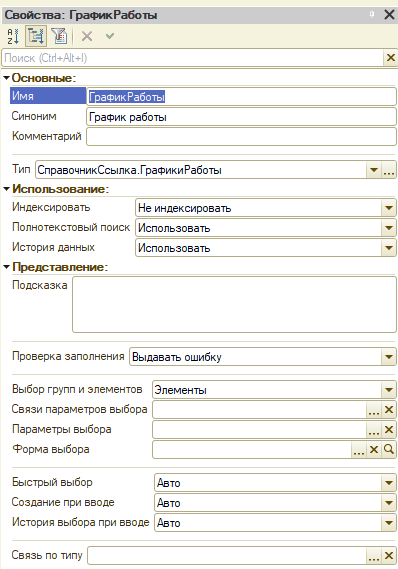 Свойства: ГрафикРаботы
Поиск (Ctrl+Alt+I)
Основные:
Имя ГрафикРаботы
Синоним График работы
Комментарий
Тип СправочникСсылка.ГрафикиРаботы
Использование:
Индексировать Не индексировать
Полнотекстовый поиск Использовать
История данных Использовать
Представление:
Подсказка
Проверка заполнения Выдавать ошибку
Выбор групп и элементов Элементы
Связи параметров выбора
Параметры выбора
Форма выбора
Быстрый выбор Авто
Создание при вводе Авто
История выбора при вводе Авто
Связь по типу